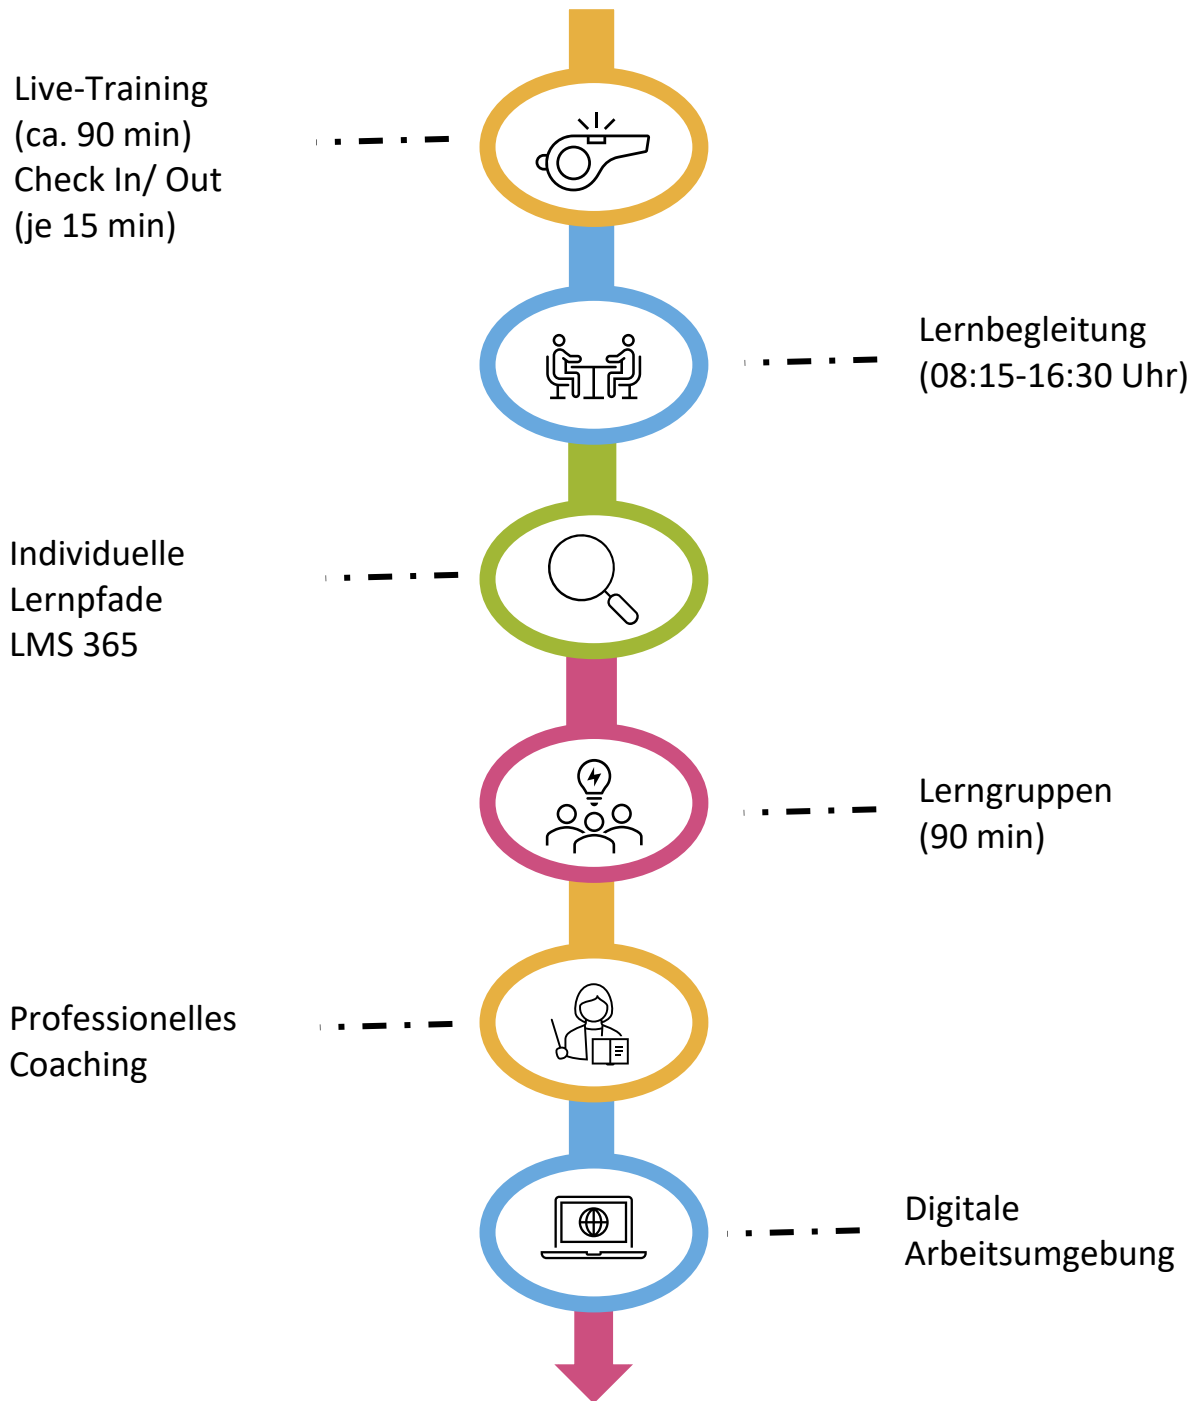 Live-Training
(ca. 90 min)
Check In/ Out
(je 15 min)
Lernbegleitung
(08:15-16:30 Uhr)
Individuelle
Lernpfade
LMS 365
Lerngruppen
(90 min)
Professionelles
Coaching
Digitale
Arbeitsumgebung